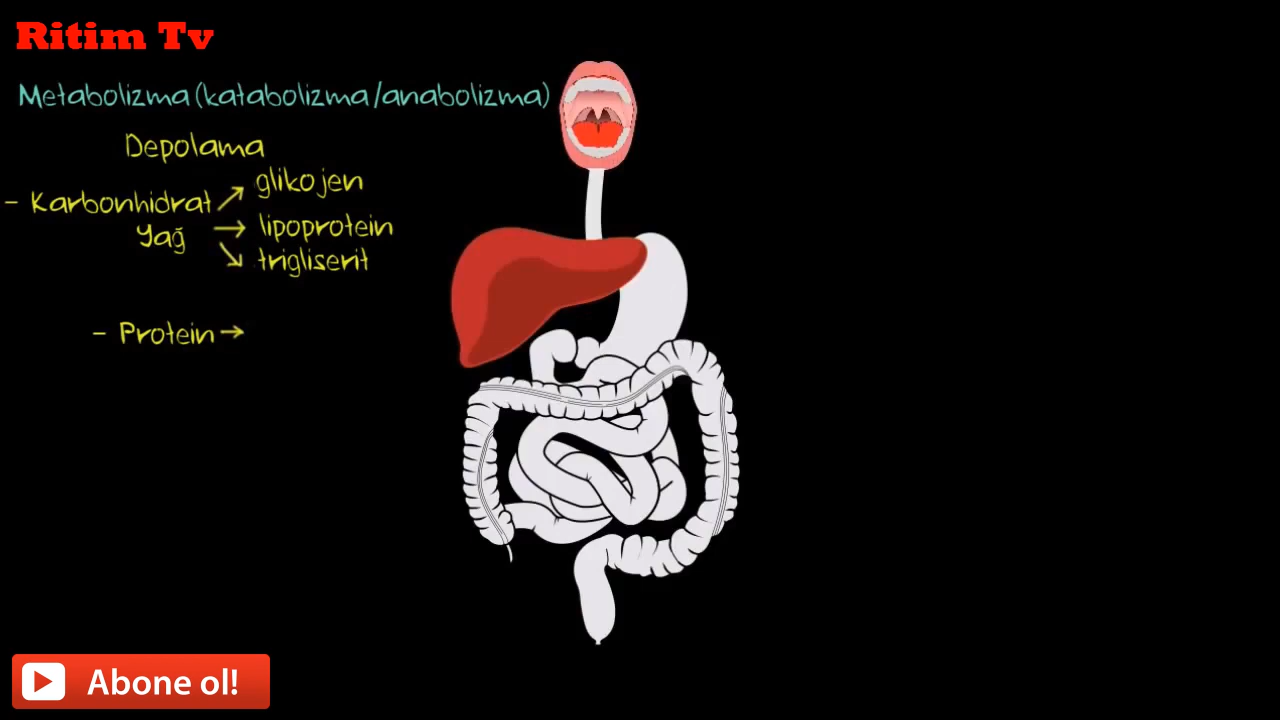 Ritim Tv
Metabolizma (katabolizma/anabolizma)
Depolama
- Karbonhidrat ↗ glikojen
Yağ → lipoprotein
↘ trigliserit
- Protein →
Abone ol!